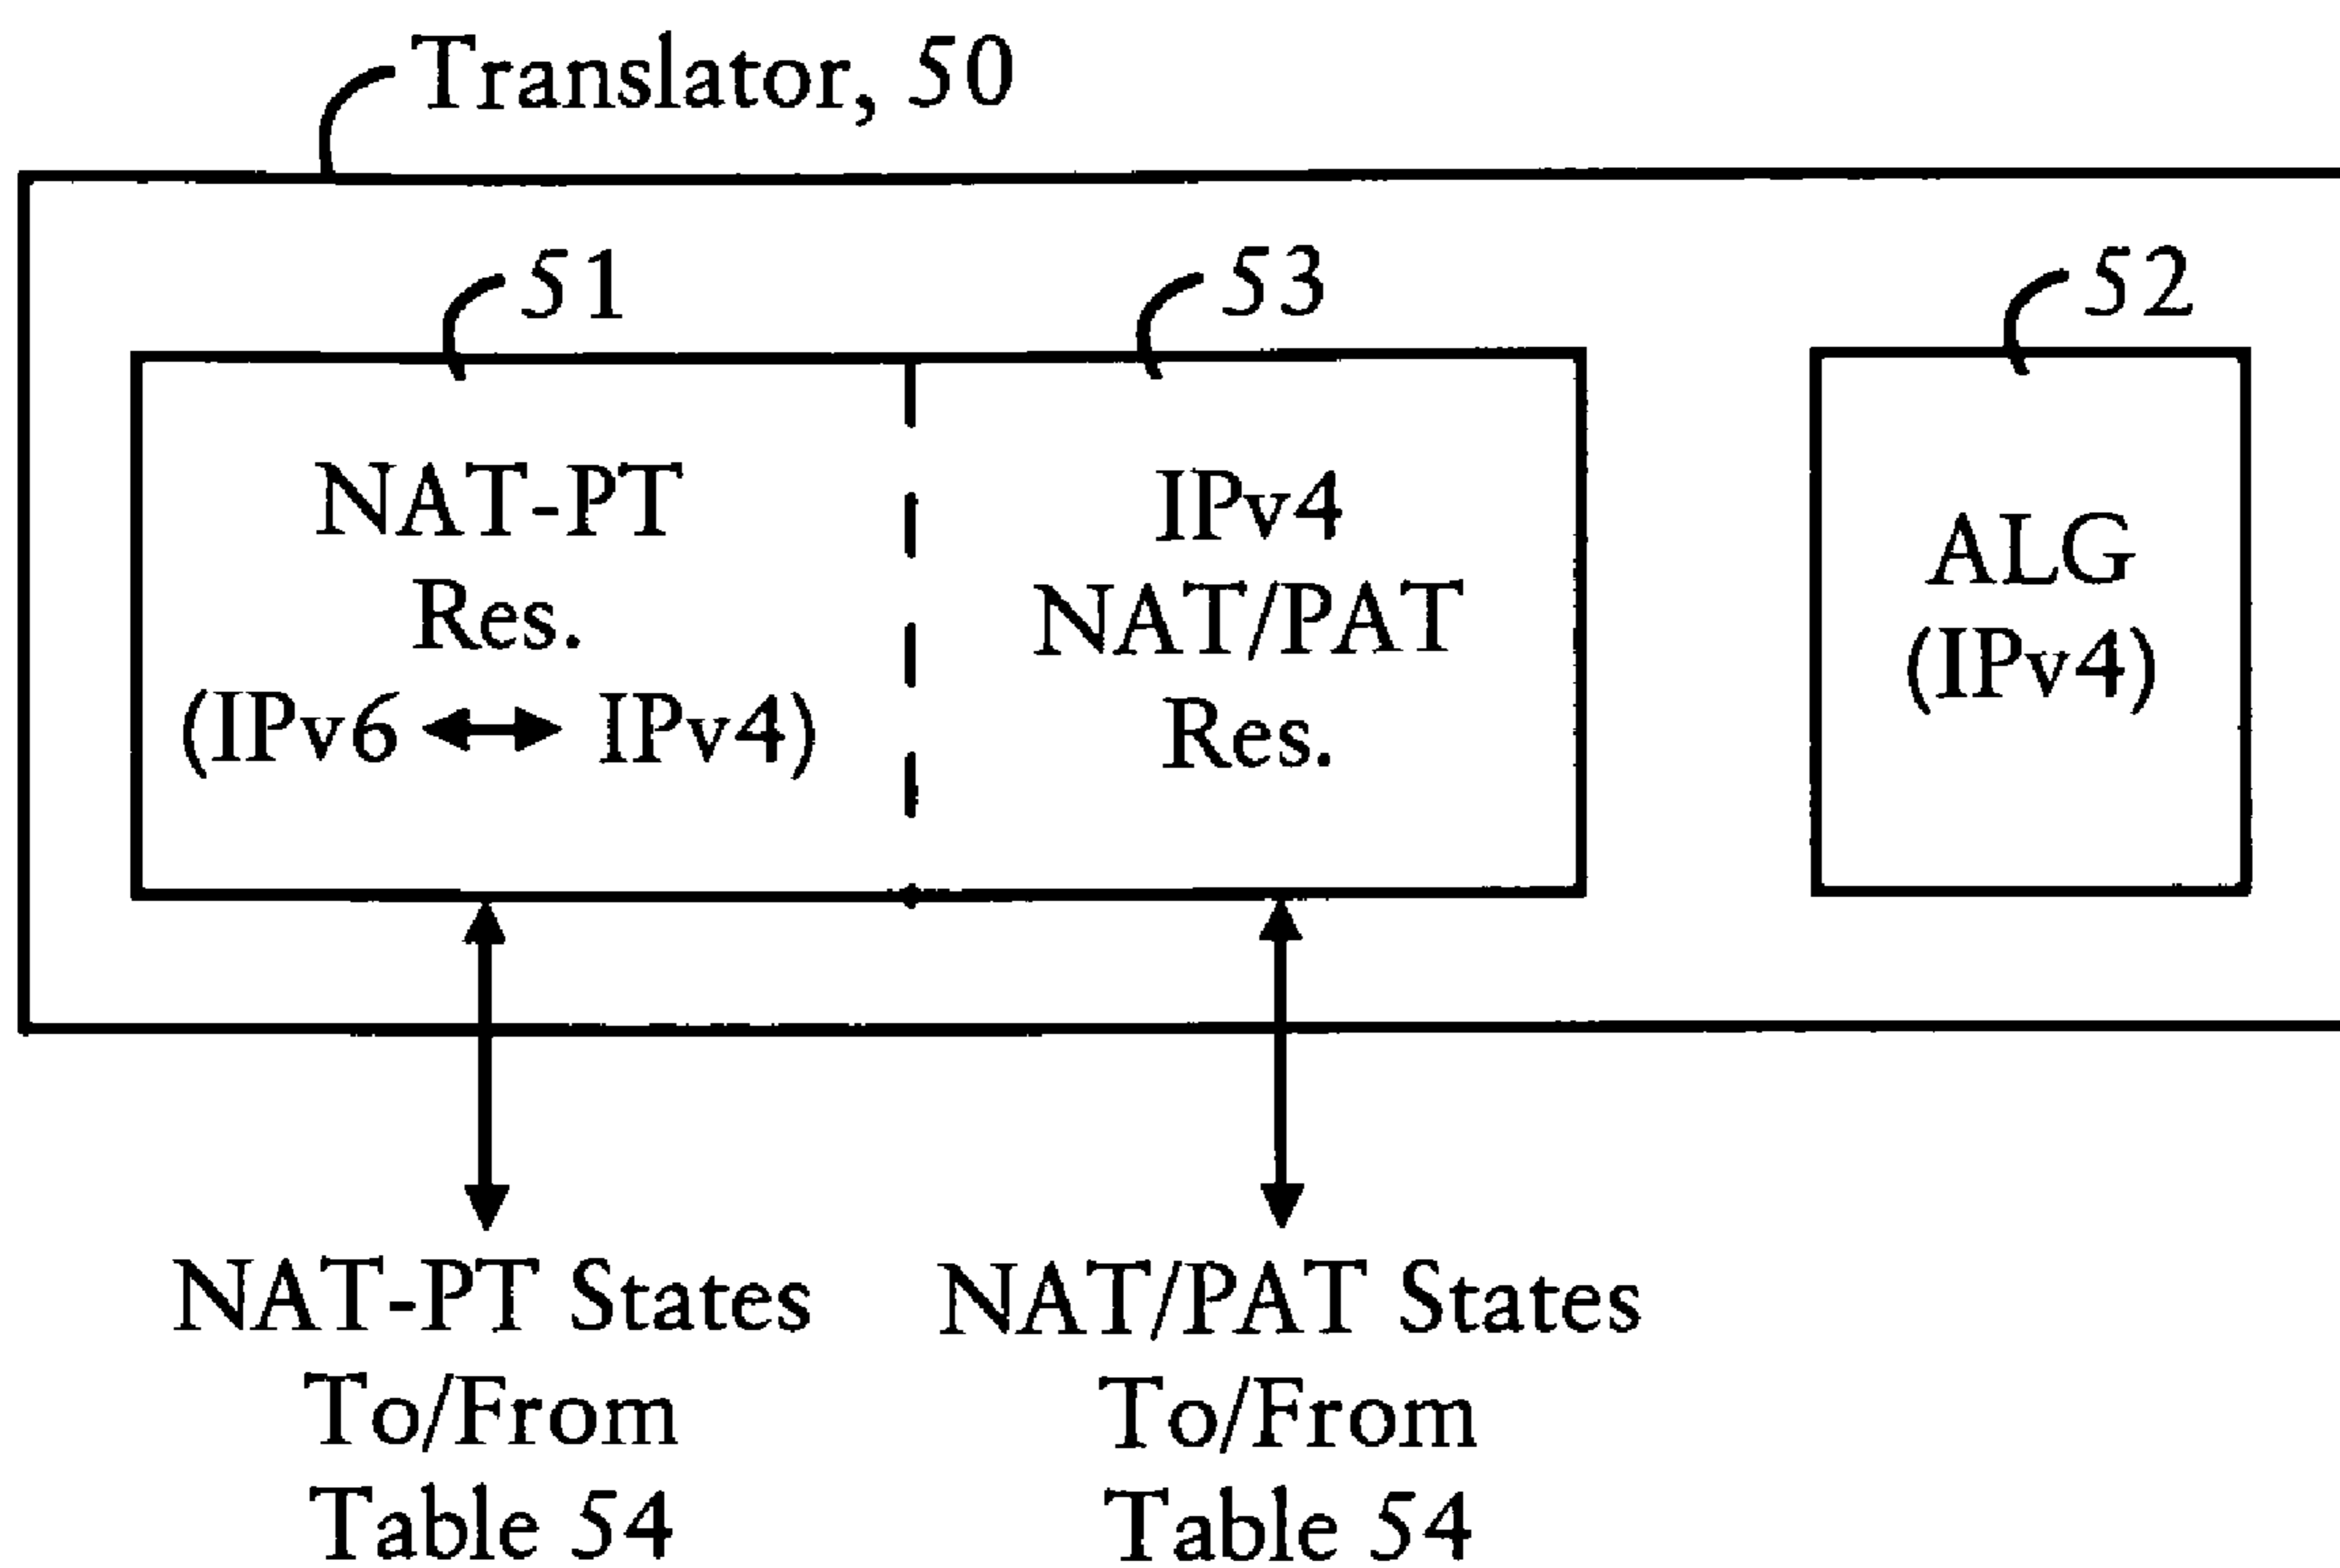 Translator, 50
51
53
52
NAT-PT
Res.
(IPv6 ↔ IPv4)
IPv4
NAT/PAT
Res.
ALG
(IPv4)
NAT-PT States
To/From
Table 54
NAT/PAT States
To/From
Table 54